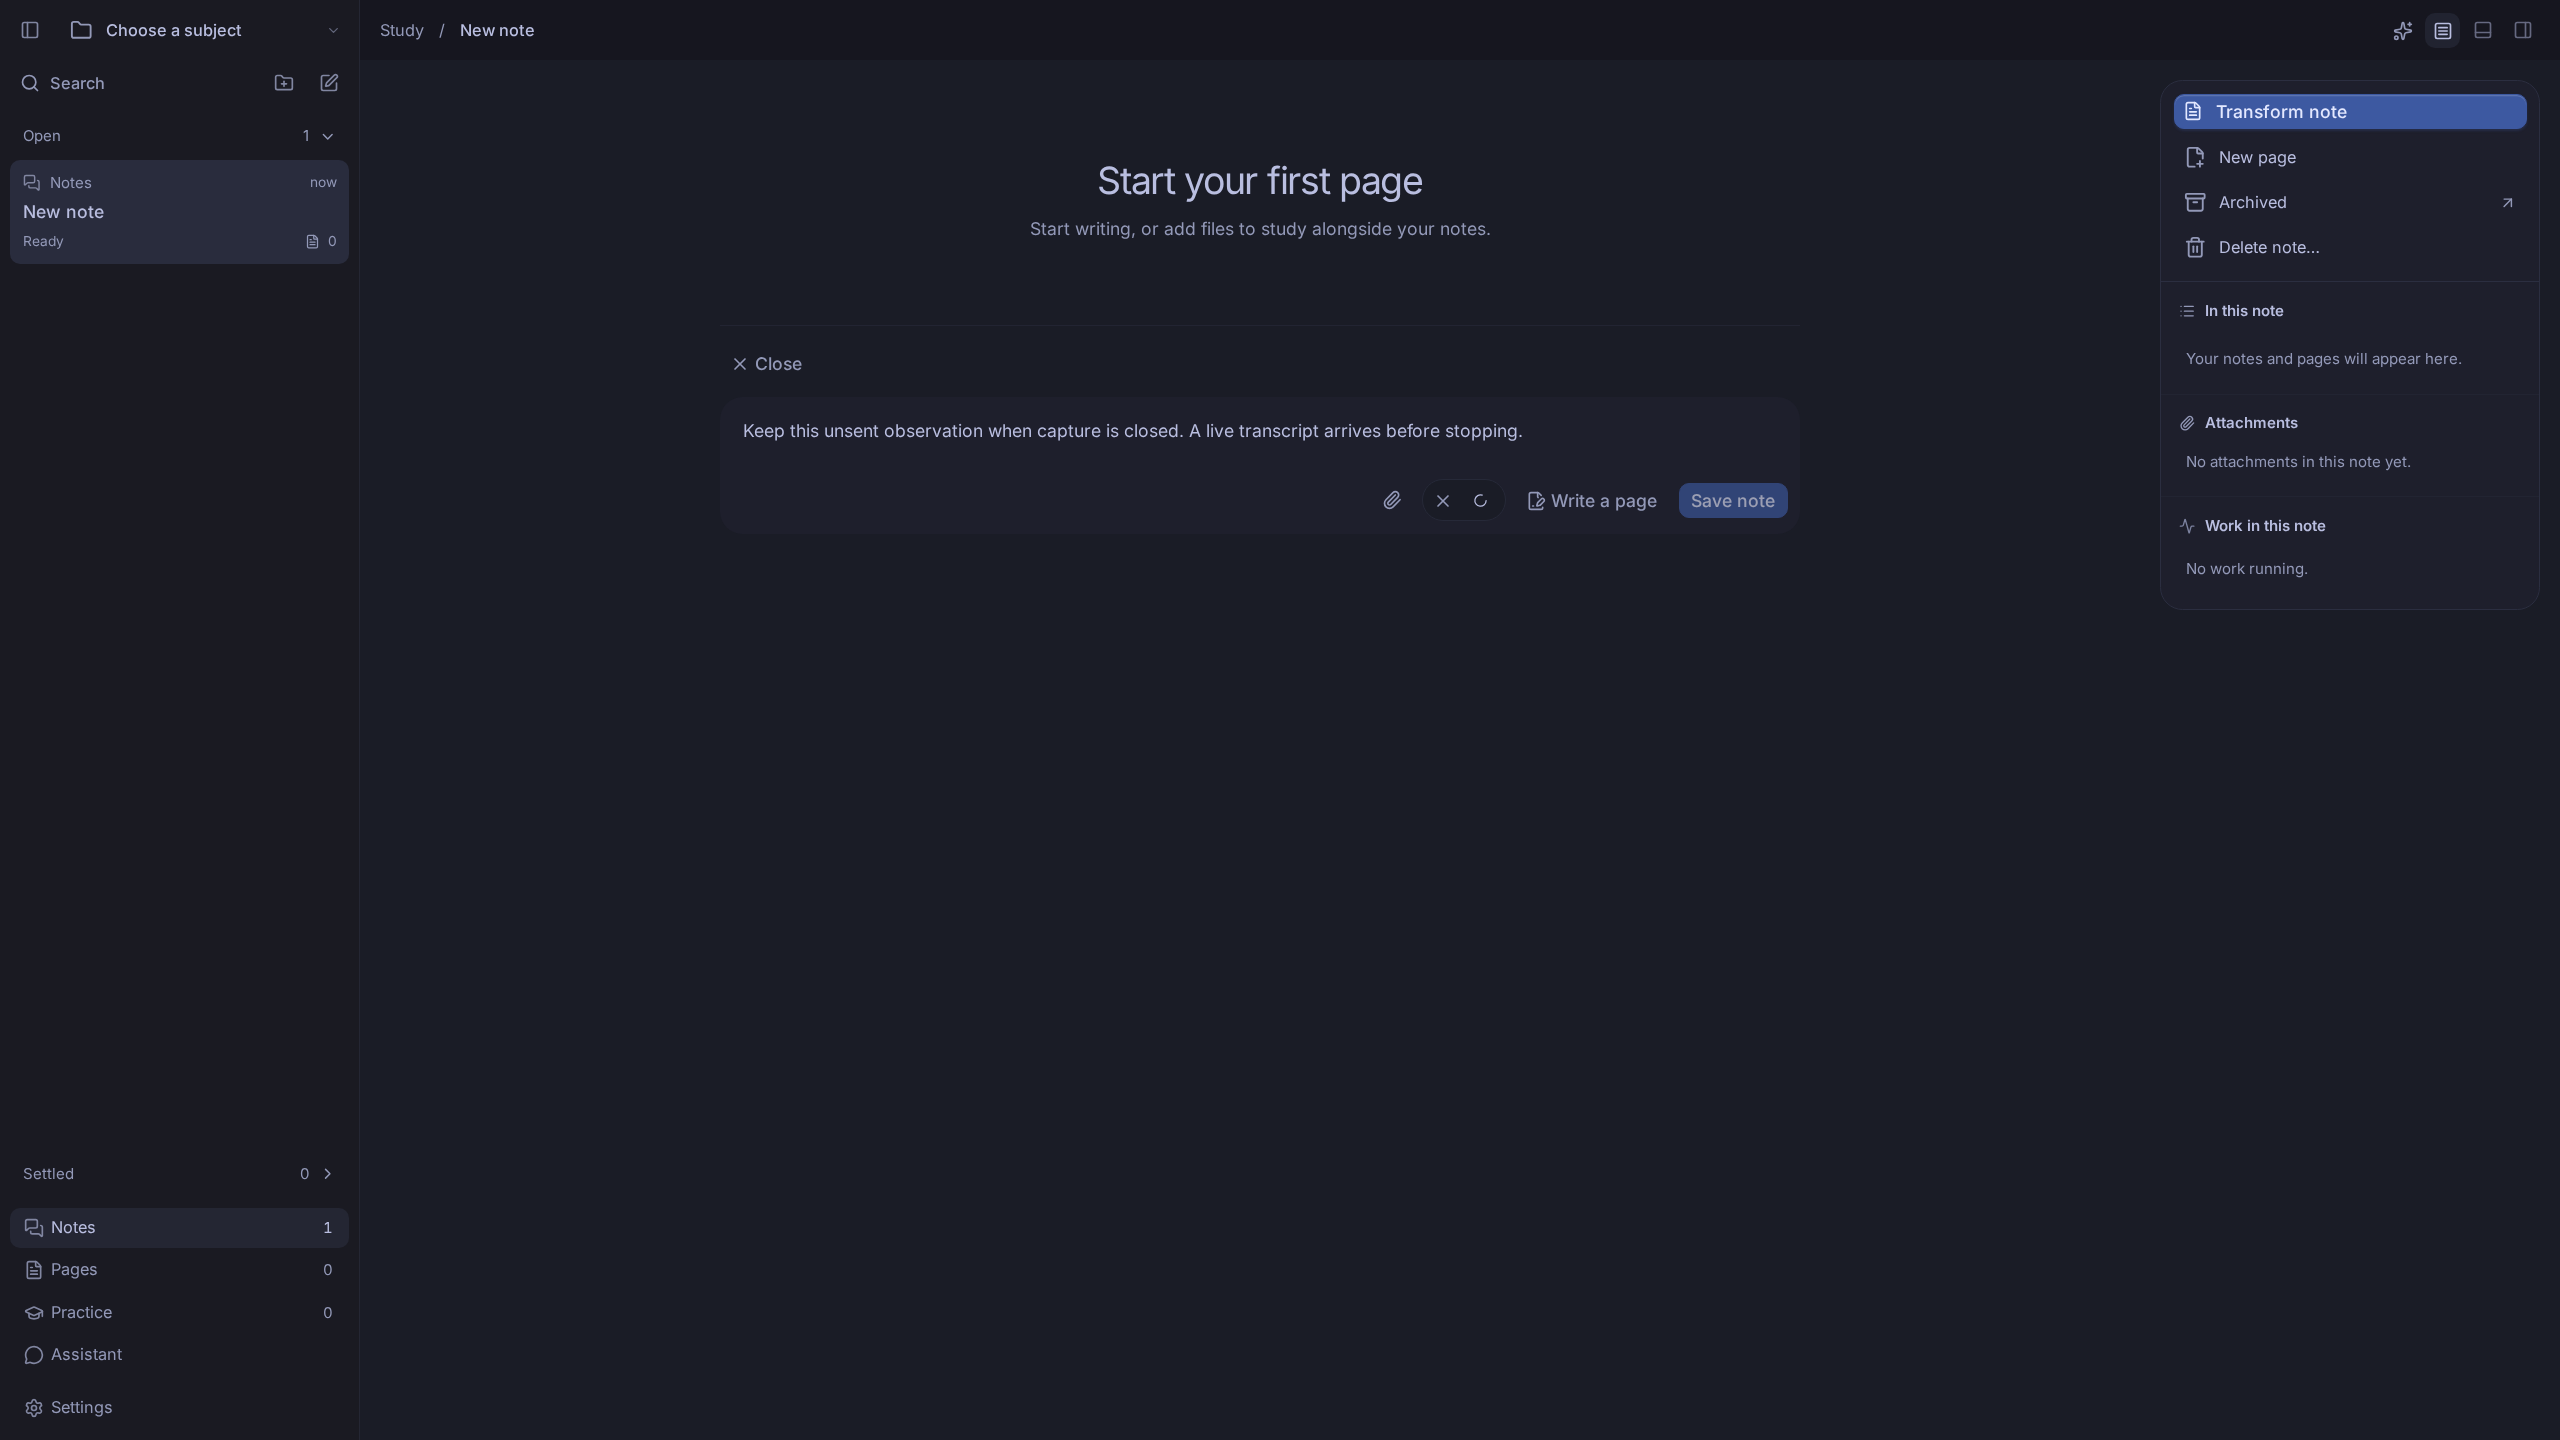 Choose a subject
Search
Open 1
Notes now
New note
Ready 0
Settled 0
Notes 1
Pages 0
Practice 0
Assistant
Settings
Study / New note
Start your first page
Start writing, or add files to study alongside your notes.
Close
Keep this unsent observation when capture is closed. A live transcript arrives before stopping.
Write a page Save note
Transform note
New page
Archived
Delete note...
In this note
Your notes and pages will appear here.
Attachments
No attachments in this note yet.
Work in this note
No work running.